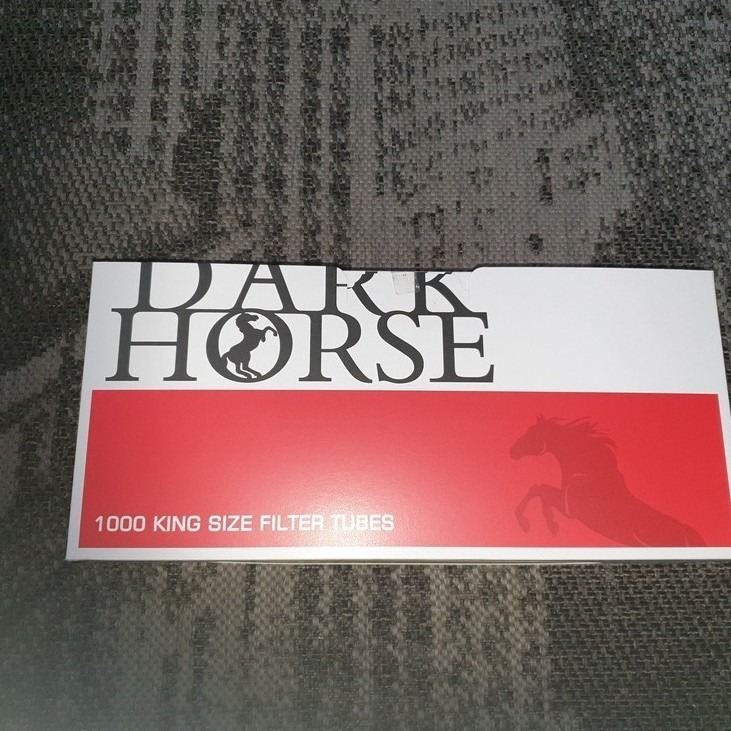 DARK
HORSE
1000 KING SIZE FILTER TUBES